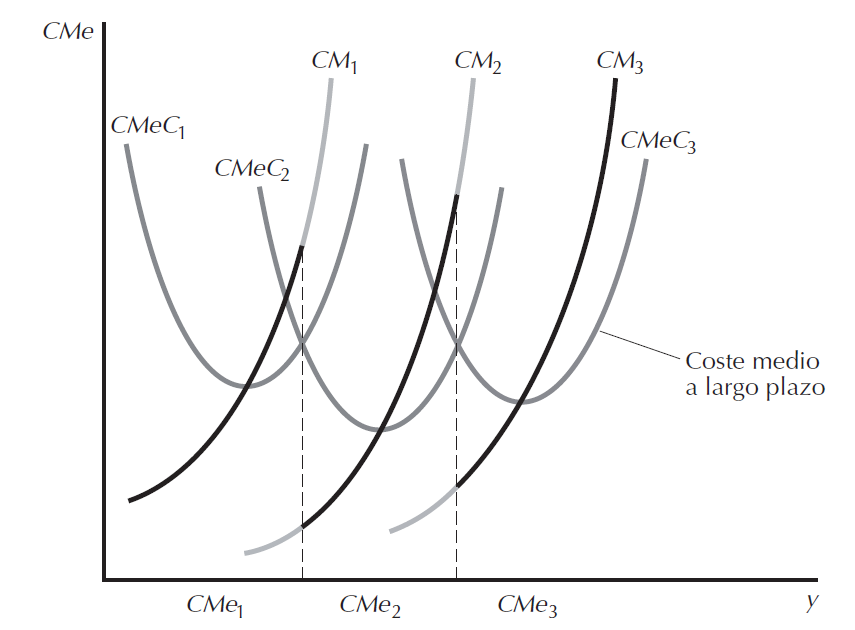 CMe
CM1
CM2
CM3
CMeC1
CMeC2
CMeC3
Coste medio
a largo plazo
CMe1
CMe2
CMe3
y